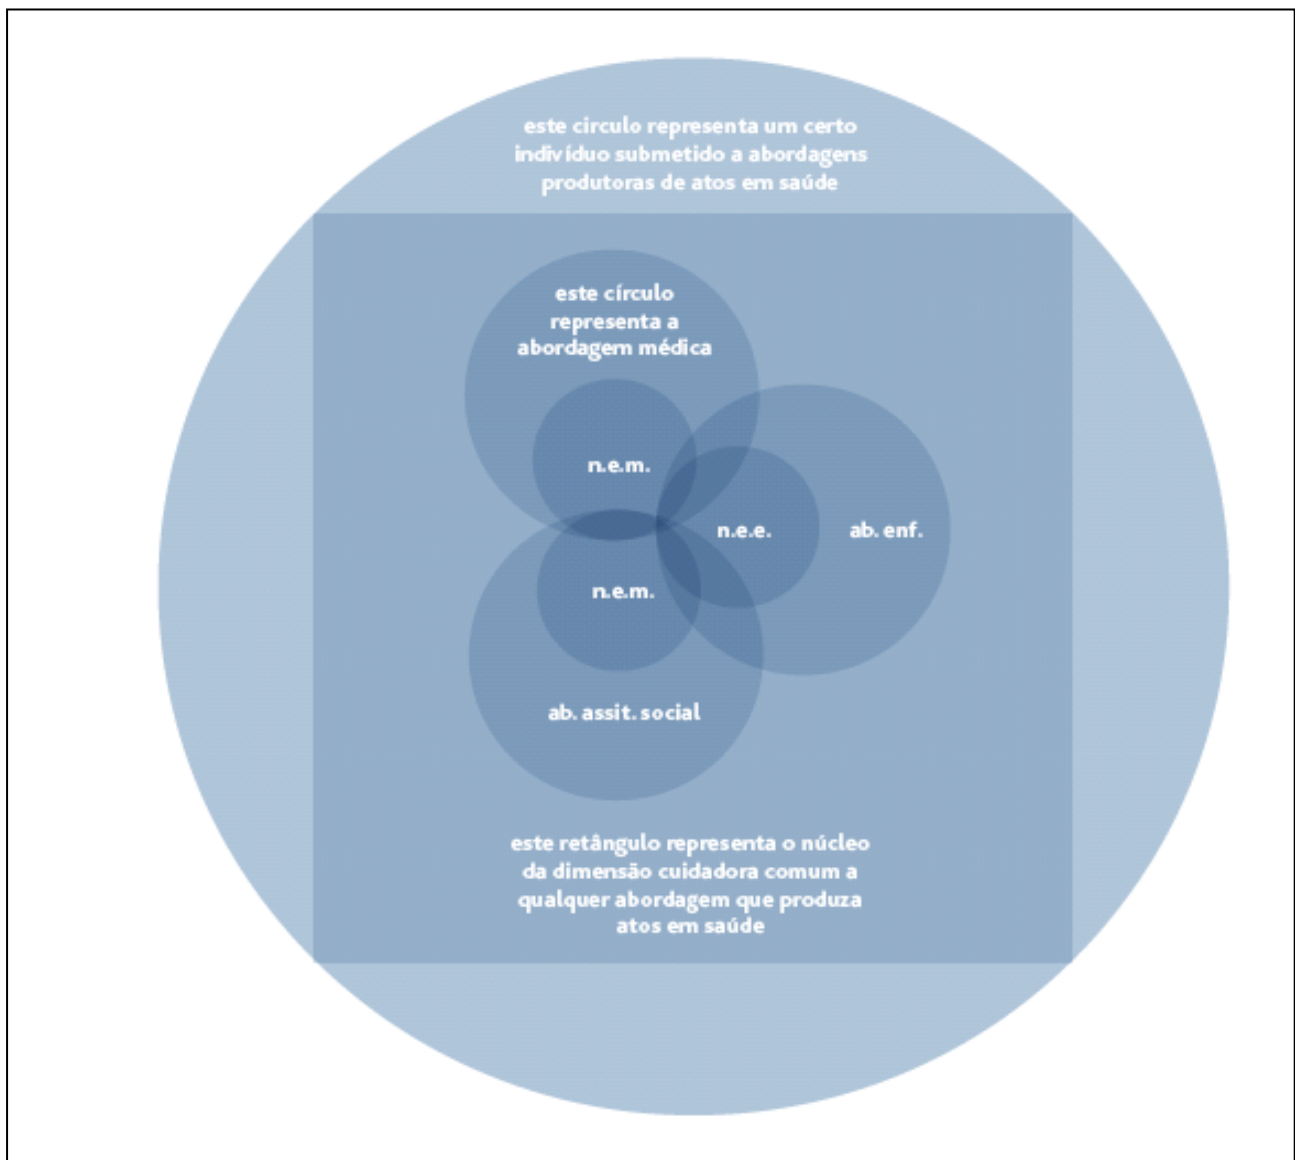 este circulo representa um certo
indivíduo submetido a abordagens
produtoras de atos em saúde
este círculo
representa a
abordagem médica
n.e.m.
n.e.e.
ab. enf.
n.e.m.
ab. assit. social
este retângulo representa o núcleo
da dimensão cuidadora comum a
qualquer abordagem que produza
atos em saúde